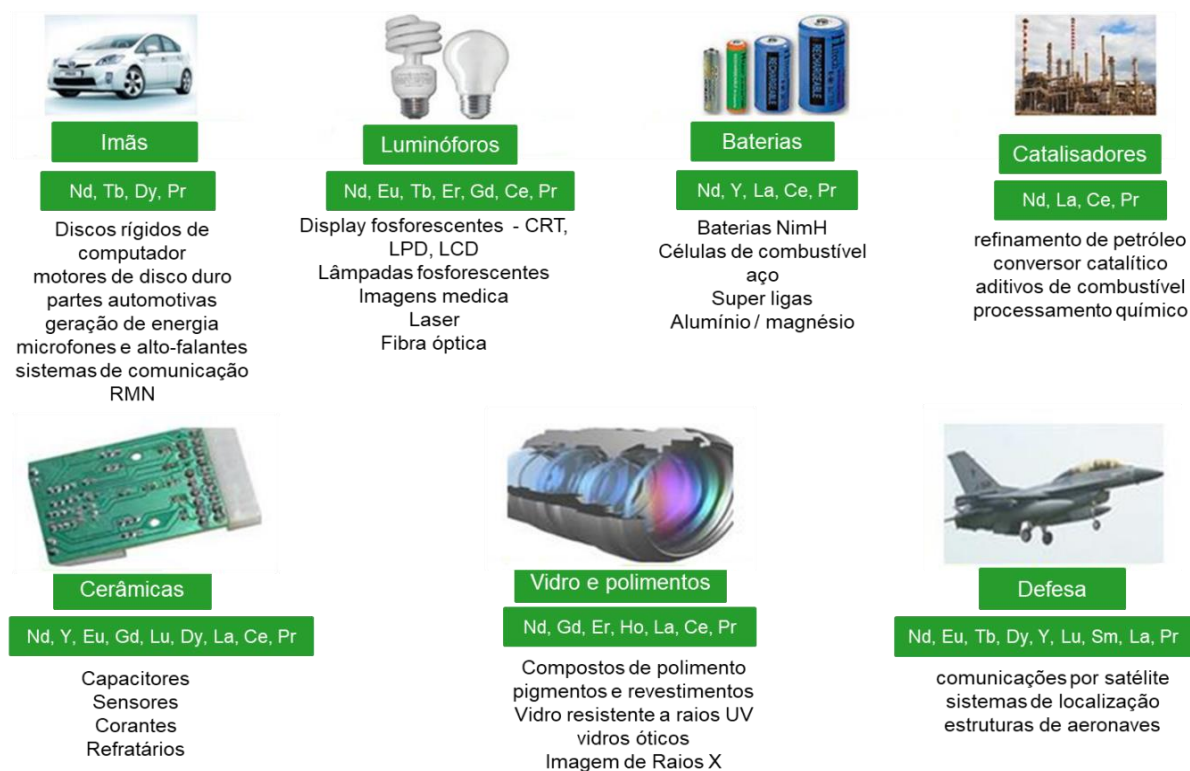 Imãs
Nd, Tb, Dy, Pr
Discos rígidos de
computador
motores de disco duro
partes automotivas
geração de energia
microfones e alto-falantes
sistemas de comunicação
RMN
Luminóforos
Nd, Eu, Tb, Er, Gd, Ce, Pr
Display fosforescentes - CRT,
LPD, LCD
Lâmpadas fosforescentes
Imagens medica
Laser
Fibra óptica
RECHARGEABLE
RECHARGEABLE
Baterias
Nd, Y, La, Ce, Pr
Baterias NimH
Células de combustível
aço
Super ligas
Alumínio / magnésio
Catalisadores
Nd, La, Ce, Pr
refinamento de petróleo
conversor catalítico
aditivos de combustível
processamento químico
Cerâmicas
Nd, Y, Eu, Gd, Lu, Dy, La, Ce, Pr
Capacitores
Sensores
Corantes
Refratários
Vidro e polimentos
Nd, Gd, Er, Ho, La, Ce, Pr
Compostos de polimento
pigmentos e revestimentos
Vidro resistente a raios UV
vidros óticos
Imagem de Raios X
Defesa
Nd, Eu, Tb, Dy, Y, Lu, Sm, La, Pr
comunicações por satélite
sistemas de localização
estruturas de aeronaves